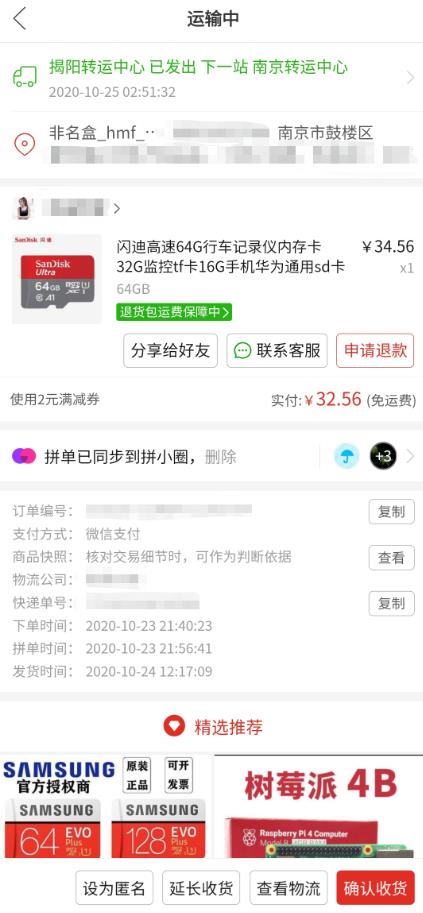 运输中
揭阳转运中心 已发出 下一站 南京转运中心
2020-10-25 02:51:32
非名盒_hmf_··
南京市鼓楼区
SanDisk 闪迪
SanDisk
Ultra
64GB microSD XC I
10 A1
闪迪高速64G行车记录仪内存卡 ￥34.56
32G监控tf卡16G手机华为通用sd卡 x1
64GB
退货包运费保障中
分享给好友 联系客服 申请退款
使用2元满减券 实付:￥32.56 (免运费)
拼单已同步到拼小圈，删除 +3
订单编号： 复制
支付方式： 微信支付
商品快照： 核对交易细节时，可作为判断依据 查看
物流公司：
快递单号： 复制
下单时间： 2020-10-23 21:40:23
拼单时间： 2020-10-23 21:56:41
发货时间： 2020-10-24 12:17:09
精选推荐
SAMSUNG 原装 可开
官方授权商 正品 发票
SAMSUNG SAMSUNG
64 EVO Plus 128 EVO Plus
树莓派 4B
Raspberry Pi 4 Computer
Model B
设为匿名 延长收货 查看物流 确认收货